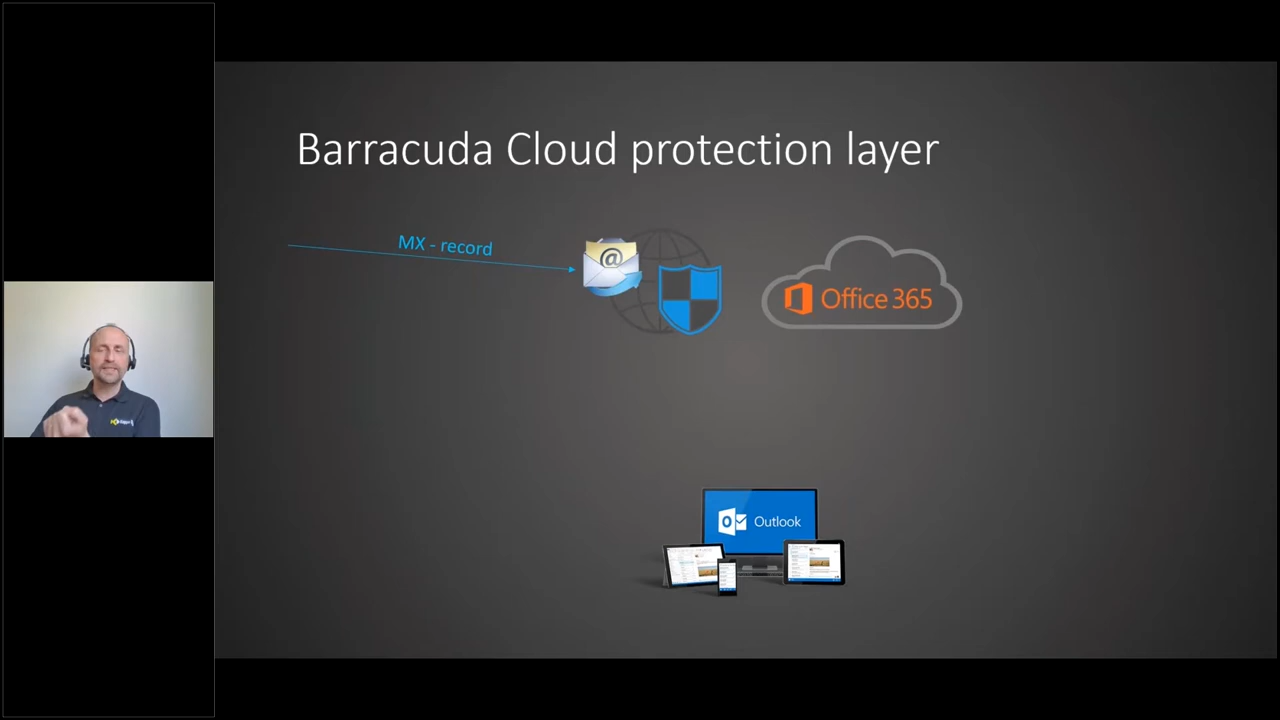 Barracuda Cloud protection layer
MX - record
@
Office 365
Outlook